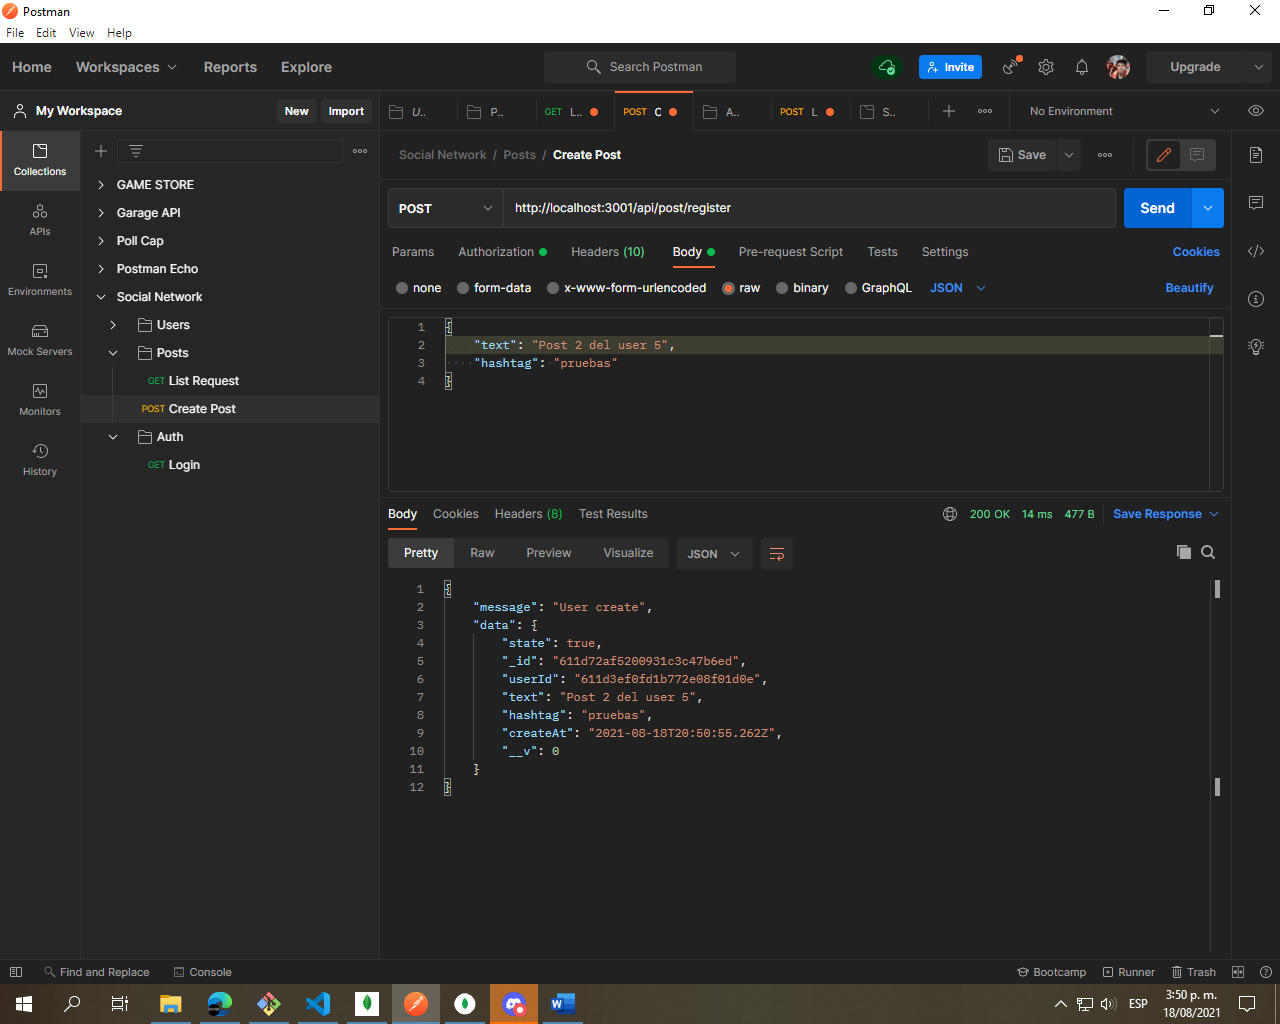 Postman
File Edit View Help
Home Workspaces Reports Explore Search Postman Invite Upgrade
My Workspace New Import
U.. P.. GET L.. POST C A.. POST L S.. No Environment
Collections
APIs
Environments
Mock Servers
Monitors
History
GAME STORE
Garage API
Poll Cap
Postman Echo
Social Network
Users
Posts
GET List Request
POST Create Post
Auth
GET Login
Social Network / Posts / Create Post Save
POST http://localhost:3001/api/post/register Send
Params Authorization Headers (10) Body Pre-request Script Tests Settings Cookies
none form-data x-www-form-urlencoded raw binary GraphQL JSON Beautify
1 {
2 "text": "Post 2 del user 5",
3 "hashtag": "pruebas"
4 }
Body Cookies Headers (8) Test Results 200 OK 14 ms 477 B Save Response
Pretty Raw Preview Visualize JSON
1 {
2 "message": "User create",
3 "data": {
4 "state": true,
5 "_id": "611d72af5200931c3c47b6ed",
6 "userId": "611d3ef0fd1b772e08f01d0e",
7 "text": "Post 2 del user 5",
8 "hashtag": "pruebas",
9 "createAt": "2021-08-18T20:50:55.262Z",
10 "__v": 0
11 }
12 }
Find and Replace Console Bootcamp Runner Trash
ESP 3:50 p. m.
18/08/2021